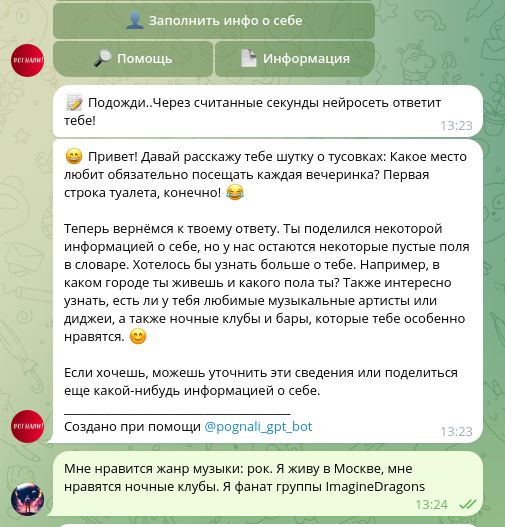 Заполнить инфо о себе
Помощь
Информация
ПОГНАЛИ!
Подожди..Через считанные секунды нейросеть ответит
тебе!
13:23
Привет! Давай расскажу тебе шутку о тусовках: Какое место
любит обязательно посещать каждая вечеринка? Первая
строка туалета, конечно!
Теперь вернёмся к твоему ответу. Ты поделился некоторой
информацией о себе, но у нас остаются некоторые пустые поля
в словаре. Хотелось бы узнать больше о тебе. Например, в
каком городе ты живешь и какого пола ты? Также интересно
узнать, есть ли у тебя любимые музыкальные артисты или
диджеи, а также ночные клубы и бары, которые тебе особенно
нравятся.
Если хочешь, можешь уточнить эти сведения или поделиться
еще какой-нибудь информацией о себе.
Создано при помощи @pognali_gpt_bot
ПОГНАЛИ!
13:23
Мне нравится жанр музыки: рок. Я живу в Москве, мне
нравятся ночные клубы. Я фанат группы ImagineDragons
13:24